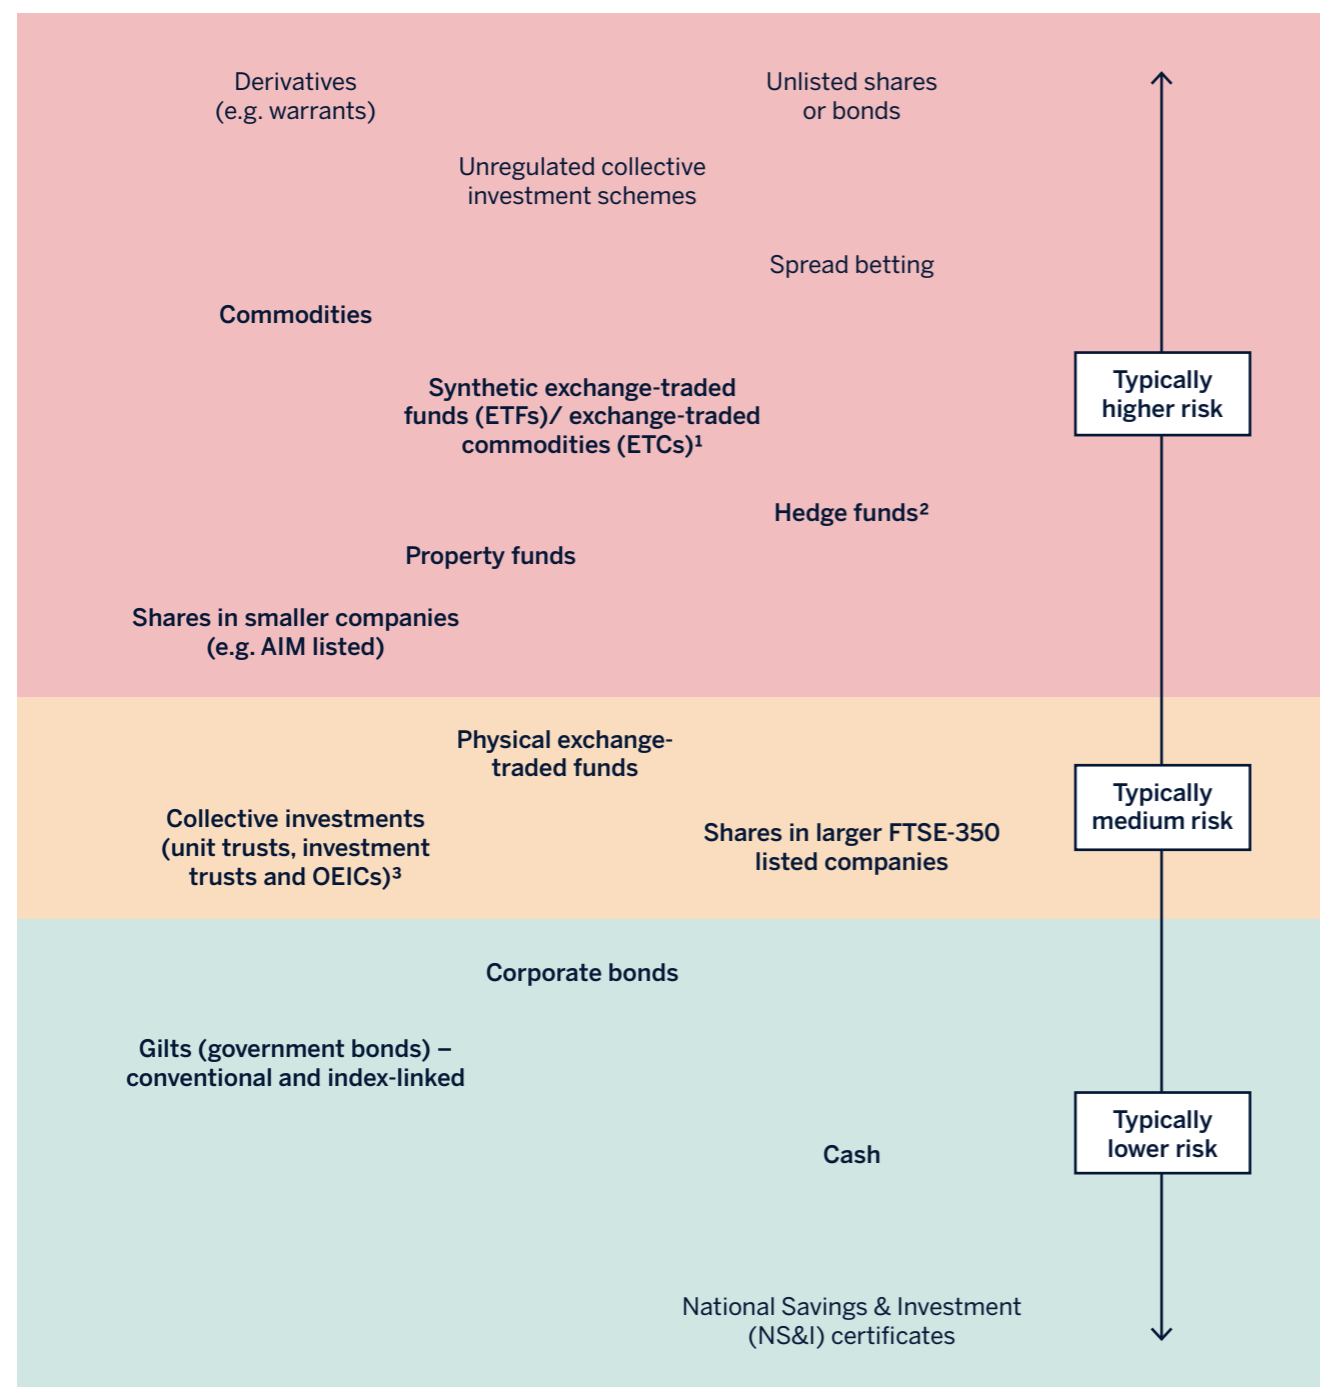 Derivatives
(e.g. warrants)
Unlisted shares
or bonds
Unregulated collective
investment schemes
Spread betting
Commodities
Synthetic exchange-traded
funds (ETFs)/ exchange-traded
commodities (ETCs)¹
Typically
higher risk
Hedge funds²
Property funds
Shares in smaller companies
(e.g. AIM listed)
Physical exchange-
traded funds
Collective investments
(unit trusts, investment
trusts and OEICs)³
Shares in larger FTSE-350
listed companies
Typically
medium risk
Corporate bonds
Gilts (government bonds) –
conventional and index-linked
Cash
Typically
lower risk
National Savings & Investment
(NS&I) certificates